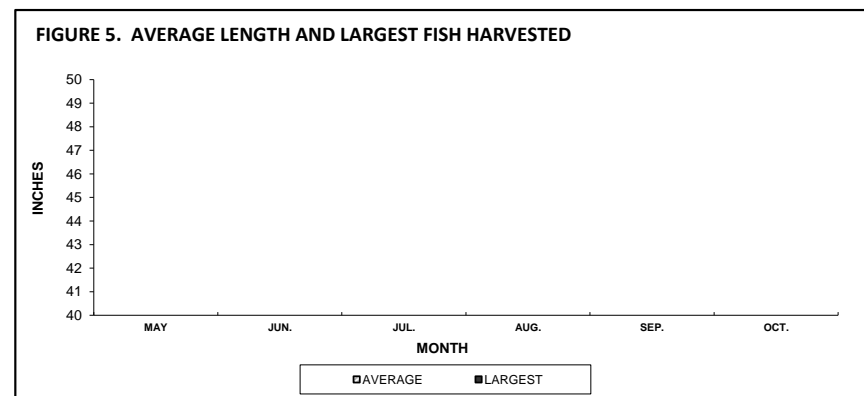 FIGURE 5. AVERAGE LENGTH AND LARGEST FISH HARVESTED
50
49
48
47
46
45
44
43
42
41
40
INCHES
MAY JUN. JUL. AUG. SEP. OCT.
MONTH
AVERAGE LARGEST